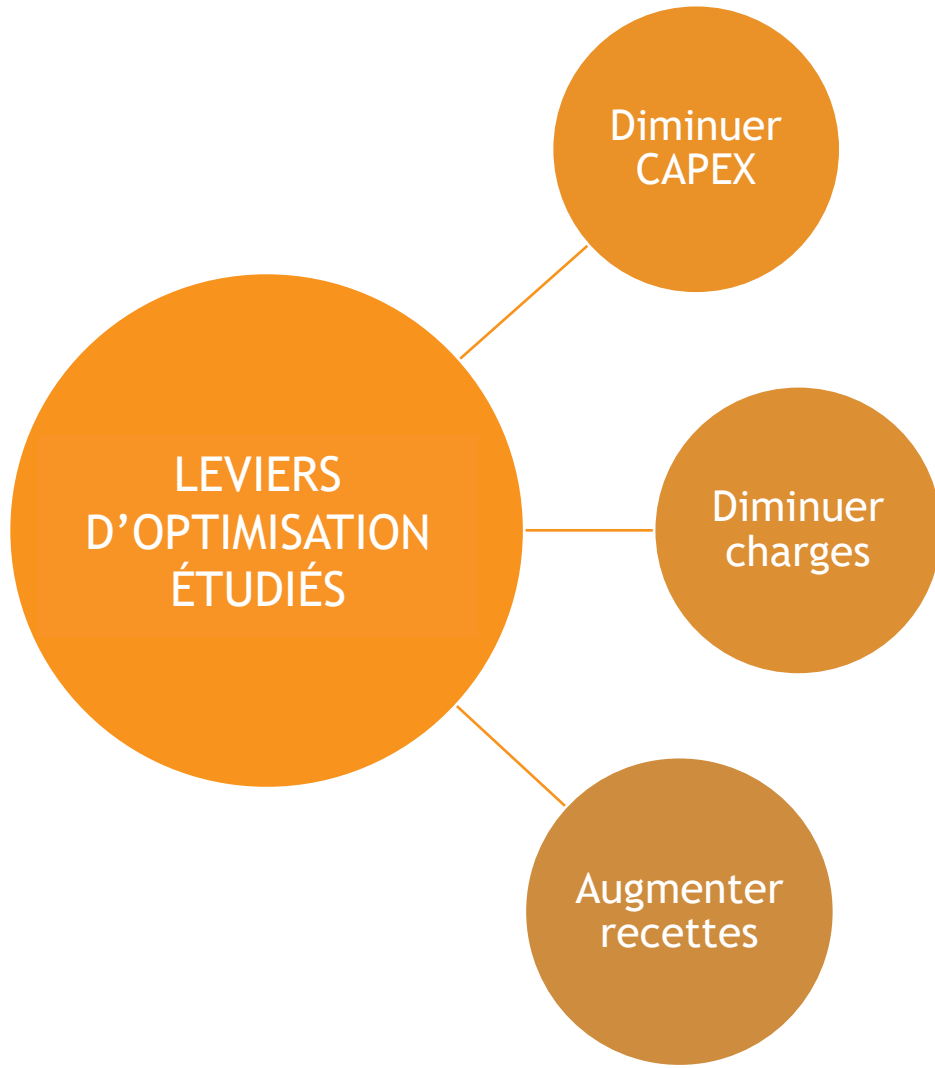 Diminuer
CAPEX
LEVIERS
D’OPTIMISATION
ÉTUDIÉS
Diminuer
charges
Augmenter
recettes